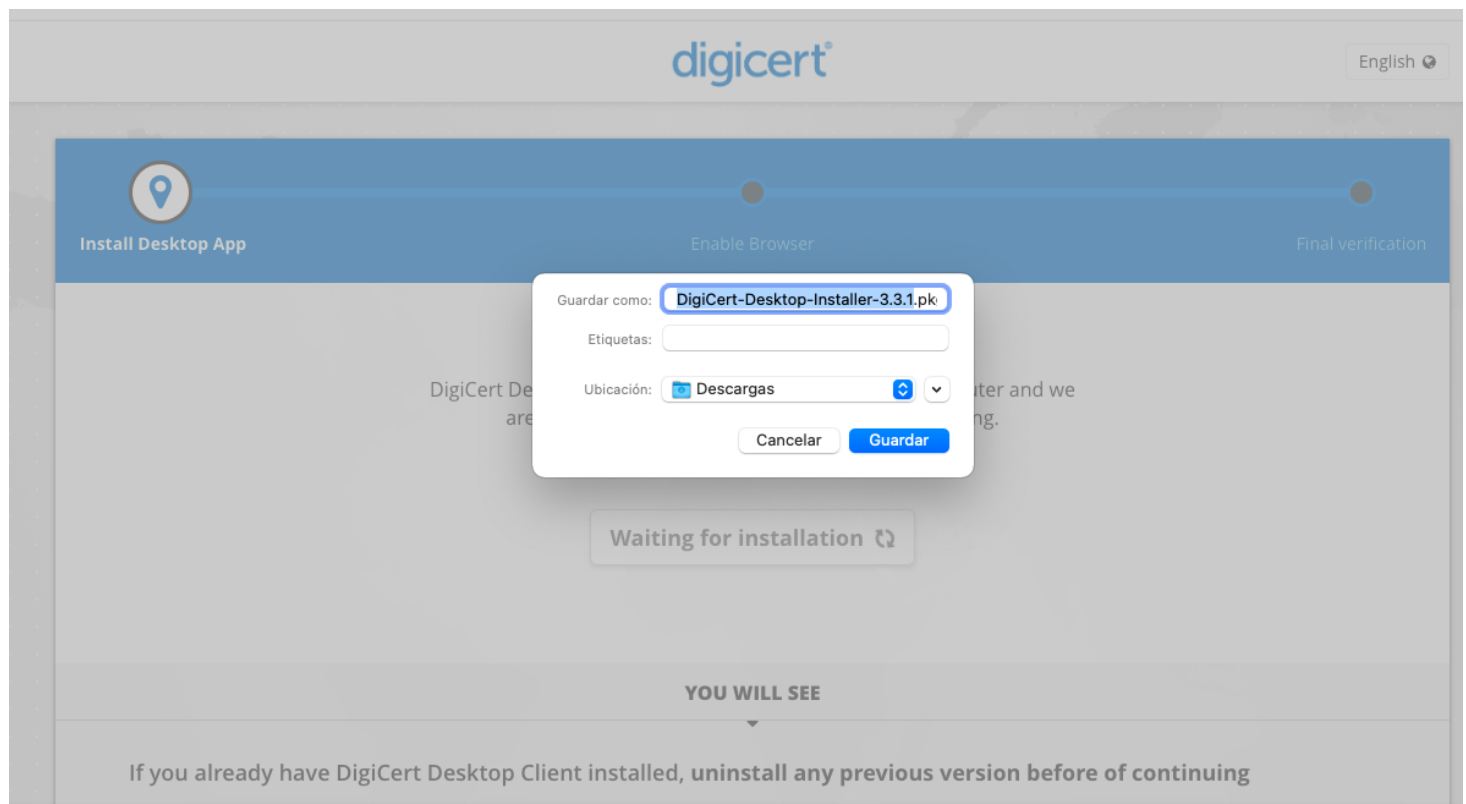 digicert®
English
Install Desktop App
Enable Browser
Final verification
Guardar como: DigiCert-Desktop-Installer-3.3.1.pk
Etiquetas:
Ubicación: Descargas
Cancelar Guardar
DigiCert De ter and we
are ng.
Waiting for installation
YOU WILL SEE
If you already have DigiCert Desktop Client installed, uninstall any previous version before of continuing